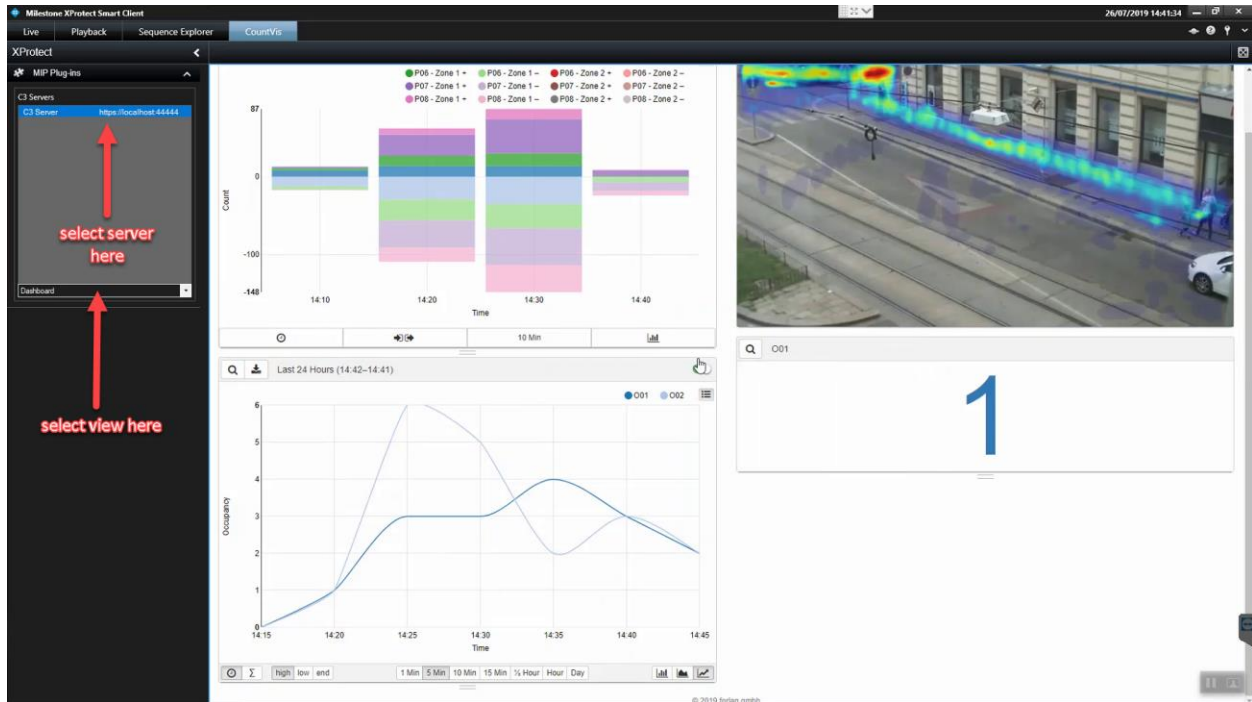 Milestone XProtect Smart Client
26/07/2019 14:41:34
Live Playback Sequence Explorer CountVis
XProtect
MIP Plug-ins
C3 Servers
C3 Server https://localhost:44444
select server
here
Dashboard
select view here
P06 - Zone 1 + P06 - Zone 1 – P06 - Zone 2 + P06 - Zone 2 –
P07 - Zone 1 + P07 - Zone 1 – P07 - Zone 2 + P07 - Zone 2 –
P08 - Zone 1 + P08 - Zone 1 – P08 - Zone 2 + P08 - Zone 2 –
87
0
-100
-148
Count
14:10 14:20 14:30 14:40
Time
10 Min
Last 24 Hours (14:42–14:41)
O01 O02
6
5
4
3
2
1
0
Occupancy
14:15 14:20 14:25 14:30 14:35 14:40 14:45
Time
Σ high low end 1 Min 5 Min 10 Min 15 Min ½ Hour Hour Day
O01
1
© 2019 forlan gmbh